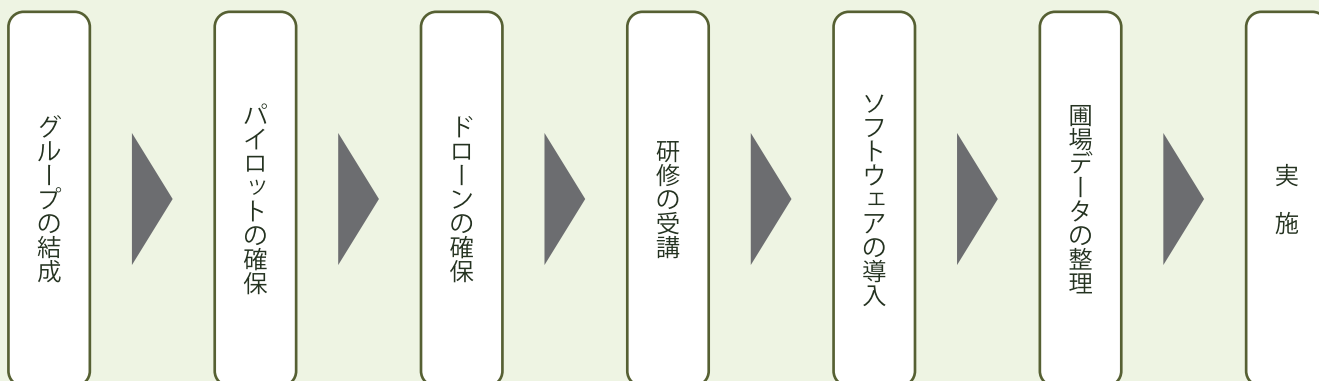 グループの結成
パイロットの確保
ドローンの確保
研修の受講
ソフトウェアの導入
圃場データの整理
実　施